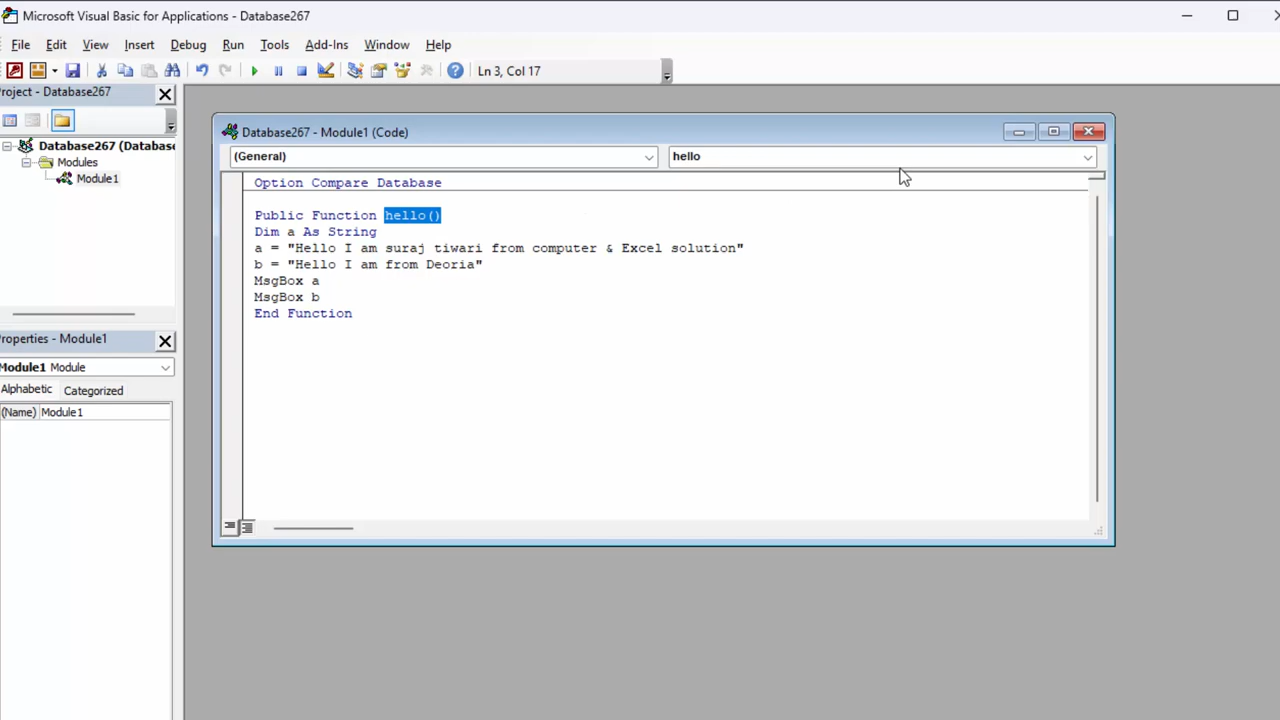 Microsoft Visual Basic for Applications - Database267
File Edit View Insert Debug Run Tools Add-Ins Window Help
Ln 3, Col 17
roject - Database267
Database267 (Databas
Modules
Module1
Database267 - Module1 (Code)
(General)
hello
Option Compare Database
Public Function hello()
Dim a As String
a = "Hello I am suraj tiwari from computer & Excel solution"
b = "Hello I am from Deoria"
MsgBox a
MsgBox b
End Function
roperties - Module1
Module1 Module
Alphabetic Categorized
(Name) Module1